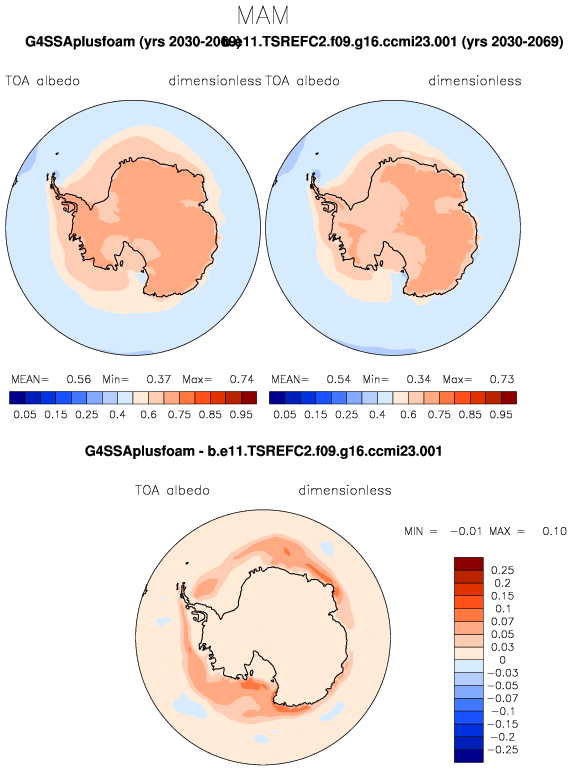 MAM
G4SSAplusfoam (yrs 2030-2069) b.e11.TSREFC2.f09.g16.ccmi23.001 (yrs 2030-2069)
TOA albedo dimensionless TOA albedo dimensionless
MEAN= 0.56 Min= 0.37 Max= 0.74 MEAN= 0.54 Min= 0.34 Max= 0.73
0.05 0.15 0.25 0.4 0.6 0.75 0.85 0.95 0.05 0.15 0.25 0.4 0.6 0.75 0.85 0.95
G4SSAplusfoam - b.e11.TSREFC2.f09.g16.ccmi23.001
TOA albedo dimensionless
MIN = -0.01 MAX = 0.10
0.25
0.2
0.15
0.1
0.07
0.05
0.03
0
-0.03
-0.05
-0.07
-0.1
-0.15
-0.2
-0.25